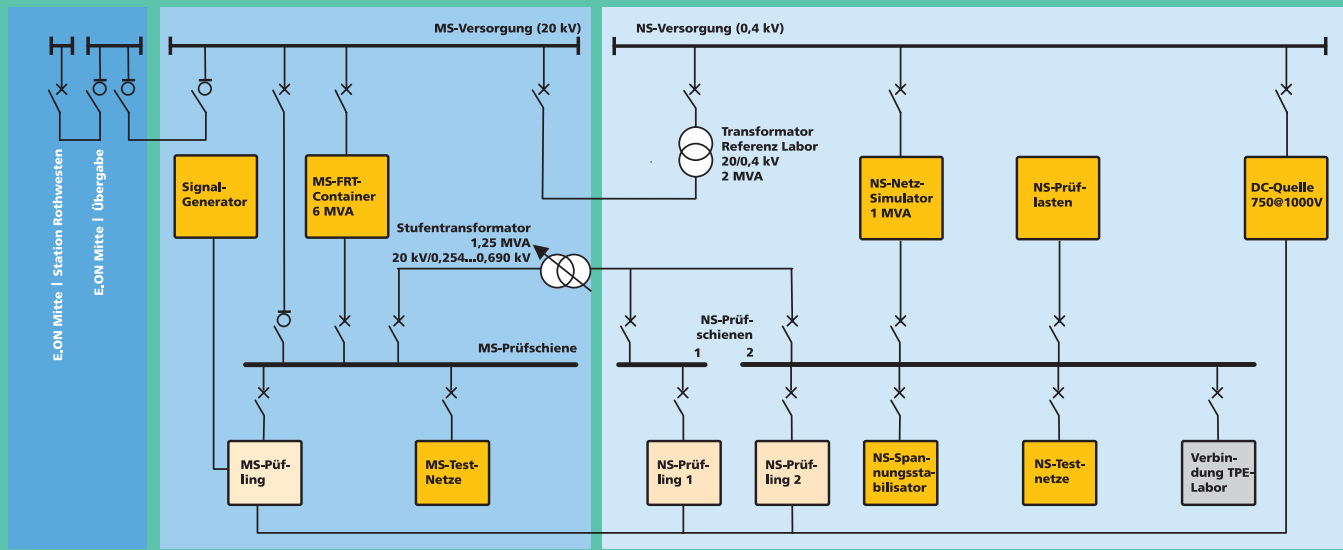 MS-Versorgung (20 kV)
NS-Versorgung (0,4 kV)
E.ON Mitte | Station Rothwesten
E.ON Mitte | Übergabe
Signal-
Generator
MS-FRT-
Container
6 MVA
Transformator
Referenz Labor
20/0,4 kV
2 MVA
NS-Netz-
Simulator
1 MVA
NS-Prüf-
lasten
DC-Quelle
750@1000V
Stufentransformator
1,25 MVA
20 kV/0,254...0,690 kV
MS-Prüfschiene
NS-Prüf-
schienen
1
2
MS-Püf-
ling
MS-Test-
Netze
NS-Prüf-
ling 1
NS-Prüf-
ling 2
NS-Span-
nungssta-
bilisator
NS-Test-
netze
Verbin-
dung TPE-
Labor